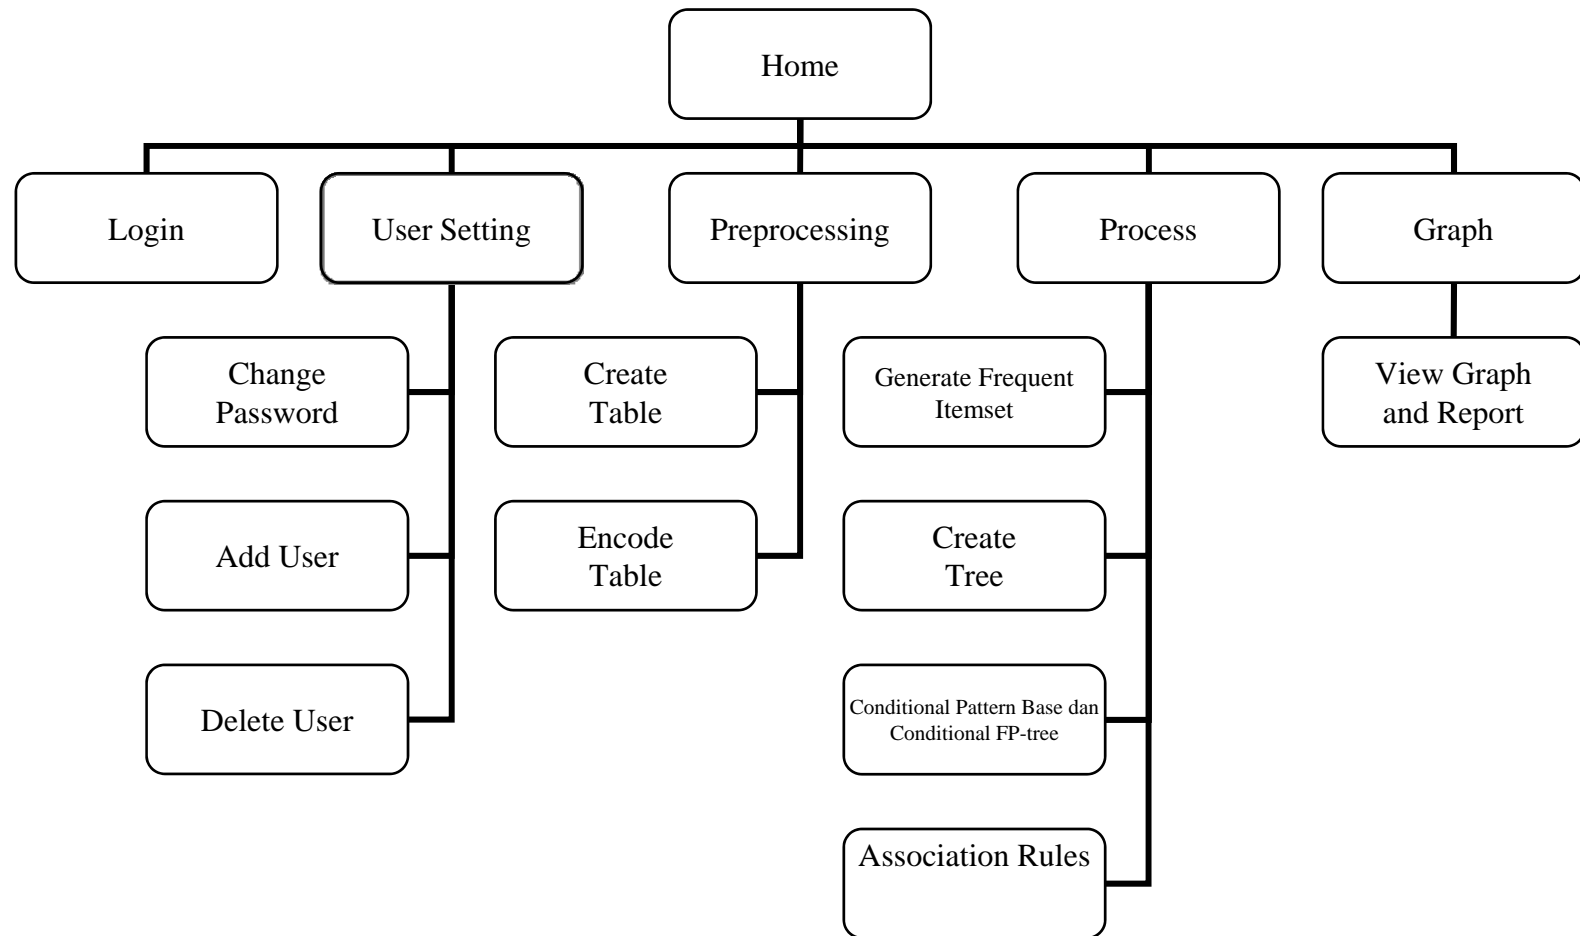 Home
Login
User Setting
Preprocessing
Process
Graph
Change
Password
Create
Table
Generate Frequent
Itemset
View Graph
and Report
Add User
Encode
Table
Create
Tree
Delete User
Conditional Pattern Base dan
Conditional FP-tree
Association Rules